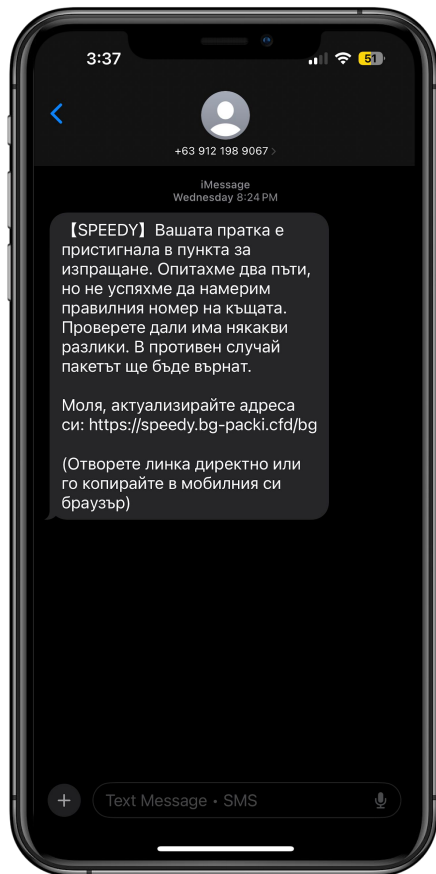 3:37
51
+63 912 198 9067
iMessage
Wednesday 8:24 PM
【SPEEDY】Вашата пратка е
пристигнала в пункта за
изпращане. Опитахме два пъти,
но не успяхме да намерим
правилния номер на къщата.
Проверете дали има някакви
разлики. В противен случай
пакетът ще бъде върнат.
Моля, актуализирайте адреса
си: https://speedy.bg-packi.cfd/bg
(Отворете линка директно или
го копирайте в мобилния си
браузър)
Text Message • SMS